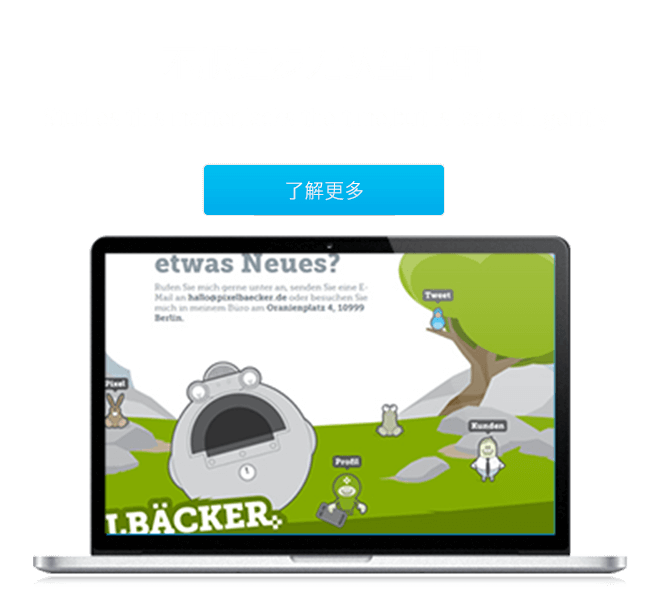 了解更多
etwas Neues?
Rufen Sie mich gerne unter an, senden Sie eine E-
Mail an hallo@pixelbaecker.de oder besuchen Sie
mich in meinem Büro am Oranienplatz 4, 10999
Berlin.
Tweet
Pixel
Kunden
Profil
LBÄCKER